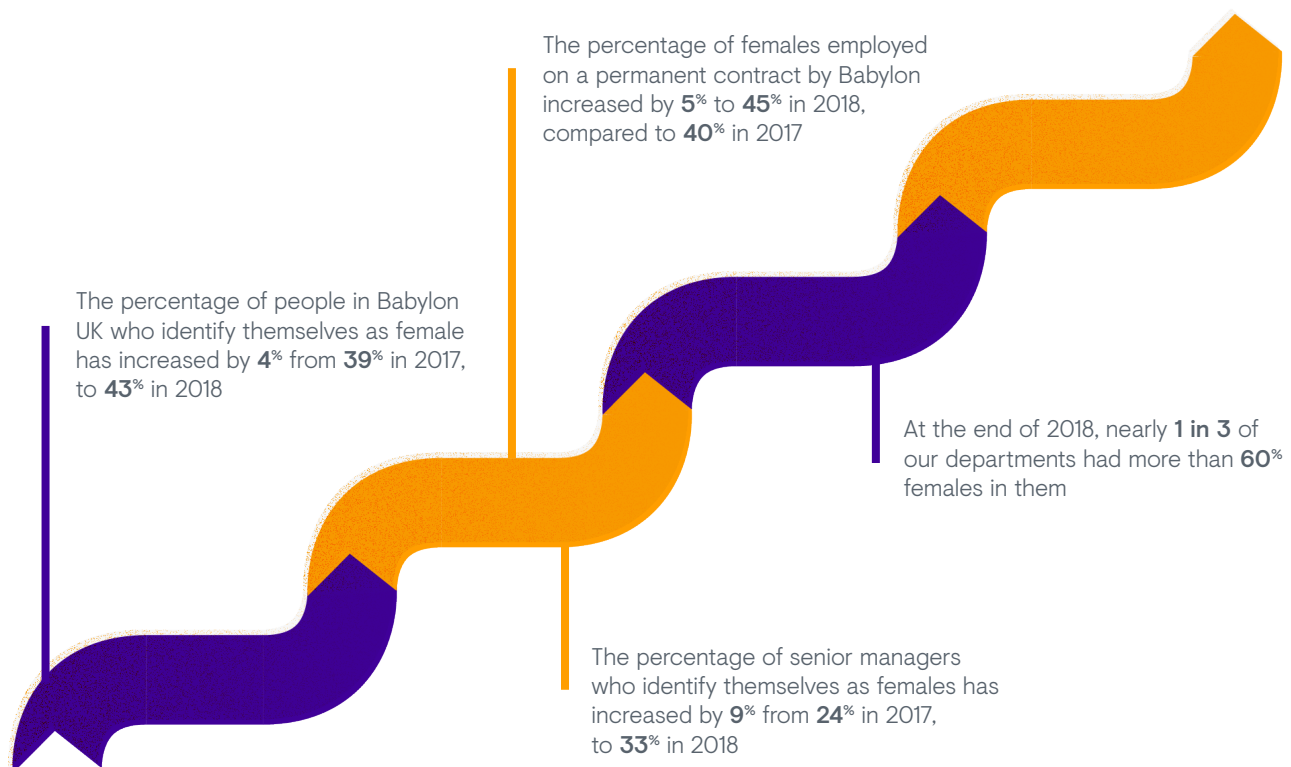 The percentage of females employed
on a permanent contract by Babylon
increased by 5% to 45% in 2018,
compared to 40% in 2017
The percentage of people in Babylon
UK who identify themselves as female
has increased by 4% from 39% in 2017,
to 43% in 2018
At the end of 2018, nearly 1 in 3 of
our departments had more than 60%
females in them
The percentage of senior managers
who identify themselves as females has
increased by 9% from 24% in 2017,
to 33% in 2018